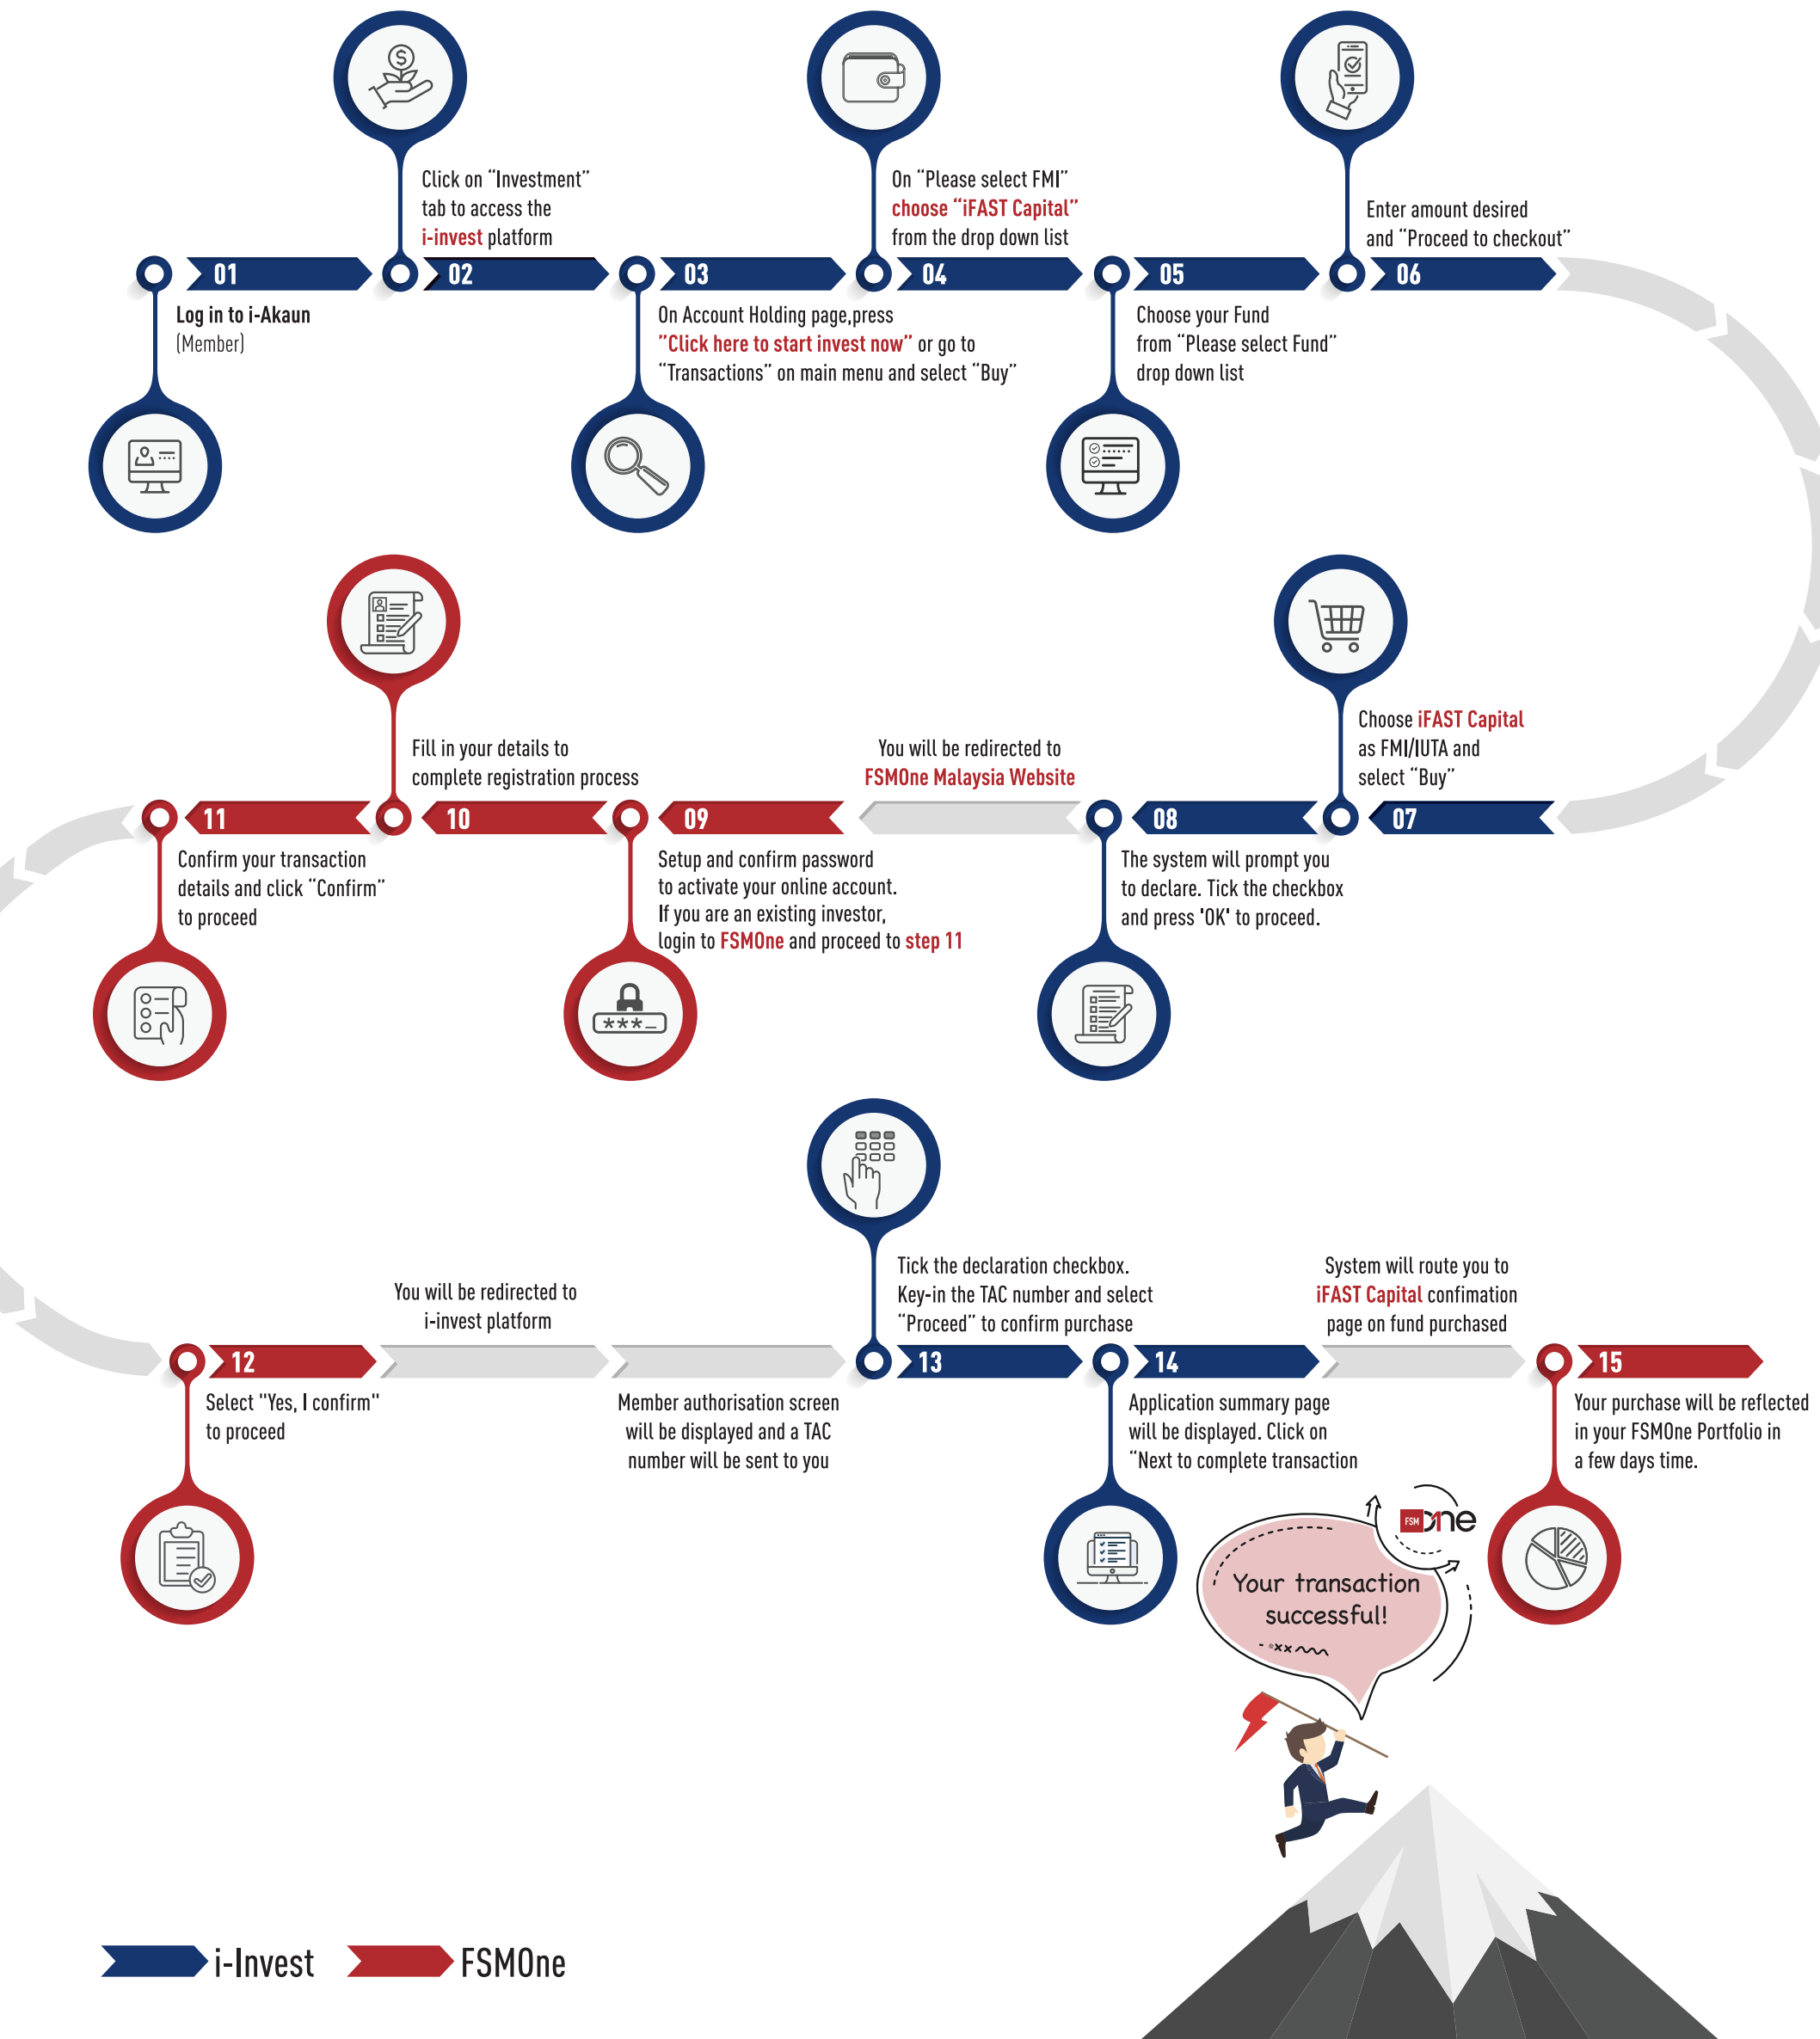 01
Log in to i-Akaun
(Member)
Click on “Investment”
tab to access the
i-invest platform
02
03
On Account Holding page,press
”Click here to start invest now” or go to
“Transactions” on main menu and select “Buy”
On “Please select FMI”
choose “iFAST Capital”
from the drop down list
04
05
Choose your Fund
from “Please select Fund”
drop down list
Enter amount desired
and “Proceed to checkout”
06
Choose iFAST Capital
as FMI/IUTA and
select “Buy”
07
08
The system will prompt you
to declare. Tick the checkbox
and press 'OK' to proceed.
You will be redirected to
FSMOne Malaysia Website
09
Setup and confirm password
to activate your online account.
If you are an existing investor,
login to FSMOne and proceed to step 11
***_
Fill in your details to
complete registration process
10
11
Confirm your transaction
details and click “Confirm”
to proceed
12
Select "Yes, I confirm"
to proceed
You will be redirected to
i-invest platform
Member authorisation screen
will be displayed and a TAC
number will be sent to you
Tick the declaration checkbox.
Key-in the TAC number and select
“Proceed” to confirm purchase
13
14
Application summary page
will be displayed. Click on
“Next to complete transaction
System will route you to
iFAST Capital confimation
page on fund purchased
15
Your purchase will be reflected
in your FSMOne Portfolio in
a few days time.
FSM One
Your transaction
successful!
i-Invest
FSMOne